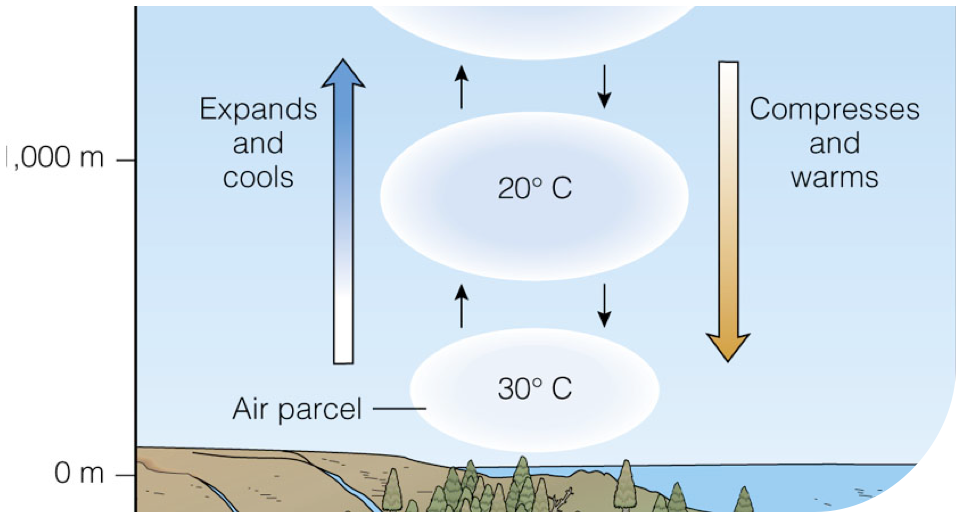 Expands
and
cools
Compresses
and
warms
,000 m
20° C
30° C
Air parcel
0 m